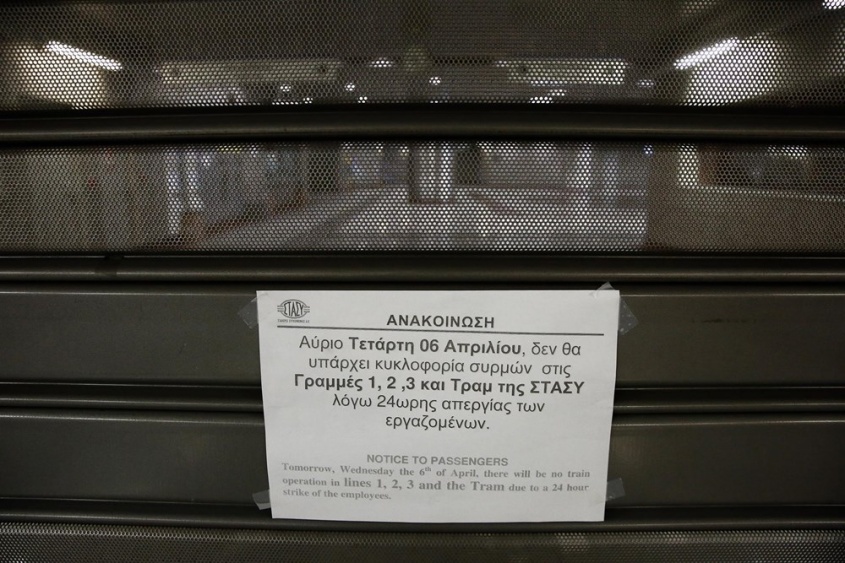 ΣΤΑΣΥ
ΑΝΑΚΟΙΝΩΣΗ
Αύριο Τετάρτη 06 Απριλίου, δεν θα
υπάρχει κυκλοφορία συρμών στις
Γραμμές 1, 2 ,3 και Τραμ της ΣΤΑΣΥ
λόγω 24ωρης απεργίας των
εργαζομένων.
NOTICE TO PASSENGERS
Tomorrow, Wednesday the 6th of April, there will be no train
operation in lines 1, 2, 3 and the Tram due to a 24 hour
strike of the employees.